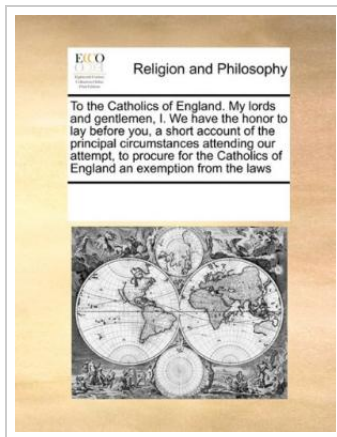 ECCO
Religion and Philosophy
To the Catholics of England. My lords
and gentlemen, I. We have the honor to
lay before you, a short account of the
principal circumstances attending our
attempt, to procure for the Catholics of
England an exemption from the laws